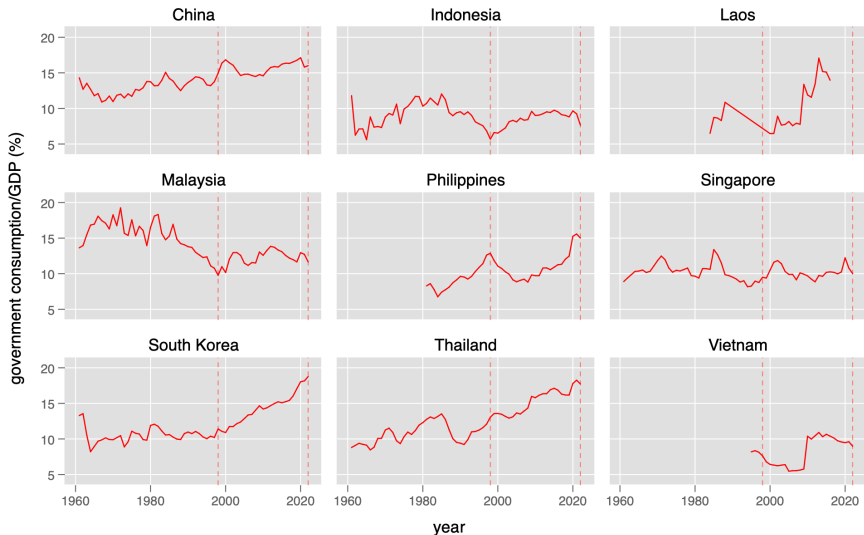 China
Indonesia
Laos
20
15
10
5
Malaysia
Philippines
Singapore
20
15
10
5
South Korea
Thailand
Vietnam
20
15
10
5
1960 1980 2000 2020
1960 1980 2000 2020
1960 1980 2000 2020
government consumption/GDP (%)
year